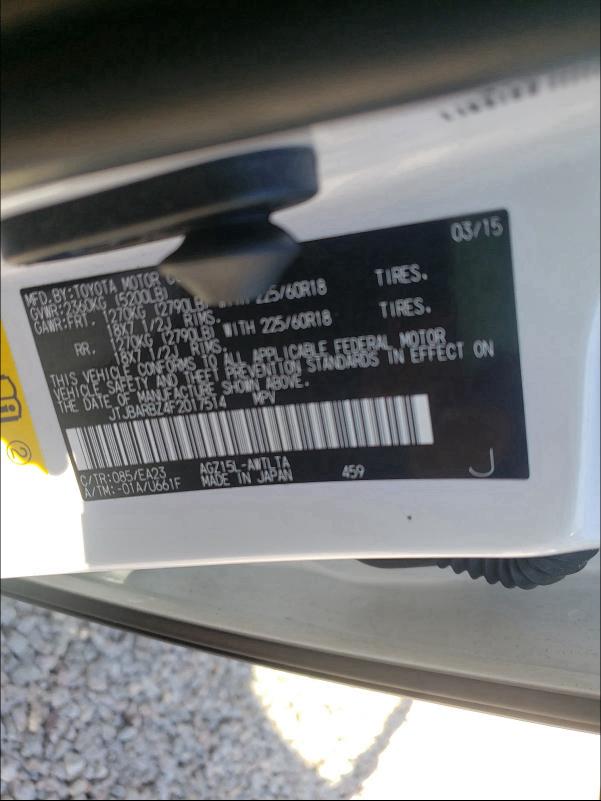 03/15
MFD.BY:TOYOTA MOTOR
GVWR:2360KG (5200LB)
GAWR:FRT. 1270KG (2790LB) WITH 225/60R18 TIRES.
18X7 1/2J RIMS.
RR. 1270KG (2790LB) WITH 225/60R18 TIRES.
18X7 1/2J RIMS.
THIS VEHICLE CONFORMS TO ALL APPLICABLE FEDERAL MOTOR
VEHICLE SAFETY AND THEFT PREVENTION STANDARDS IN EFFECT ON
THE DATE OF MANUFACTURE SHOWN ABOVE.
JTJBARBZ4F2017514 MPV
C/TR:085/EA23 AGZ15L-AWTLTA
A/TM:-01A/U661F MADE IN JAPAN 459 J
2